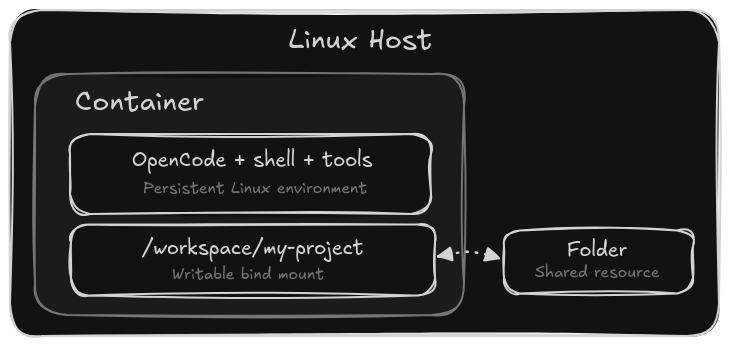 Linux Host
Container
OpenCode + shell + tools
Persistent Linux environment
/workspace/my-project
Writable bind mount
Folder
Shared resource